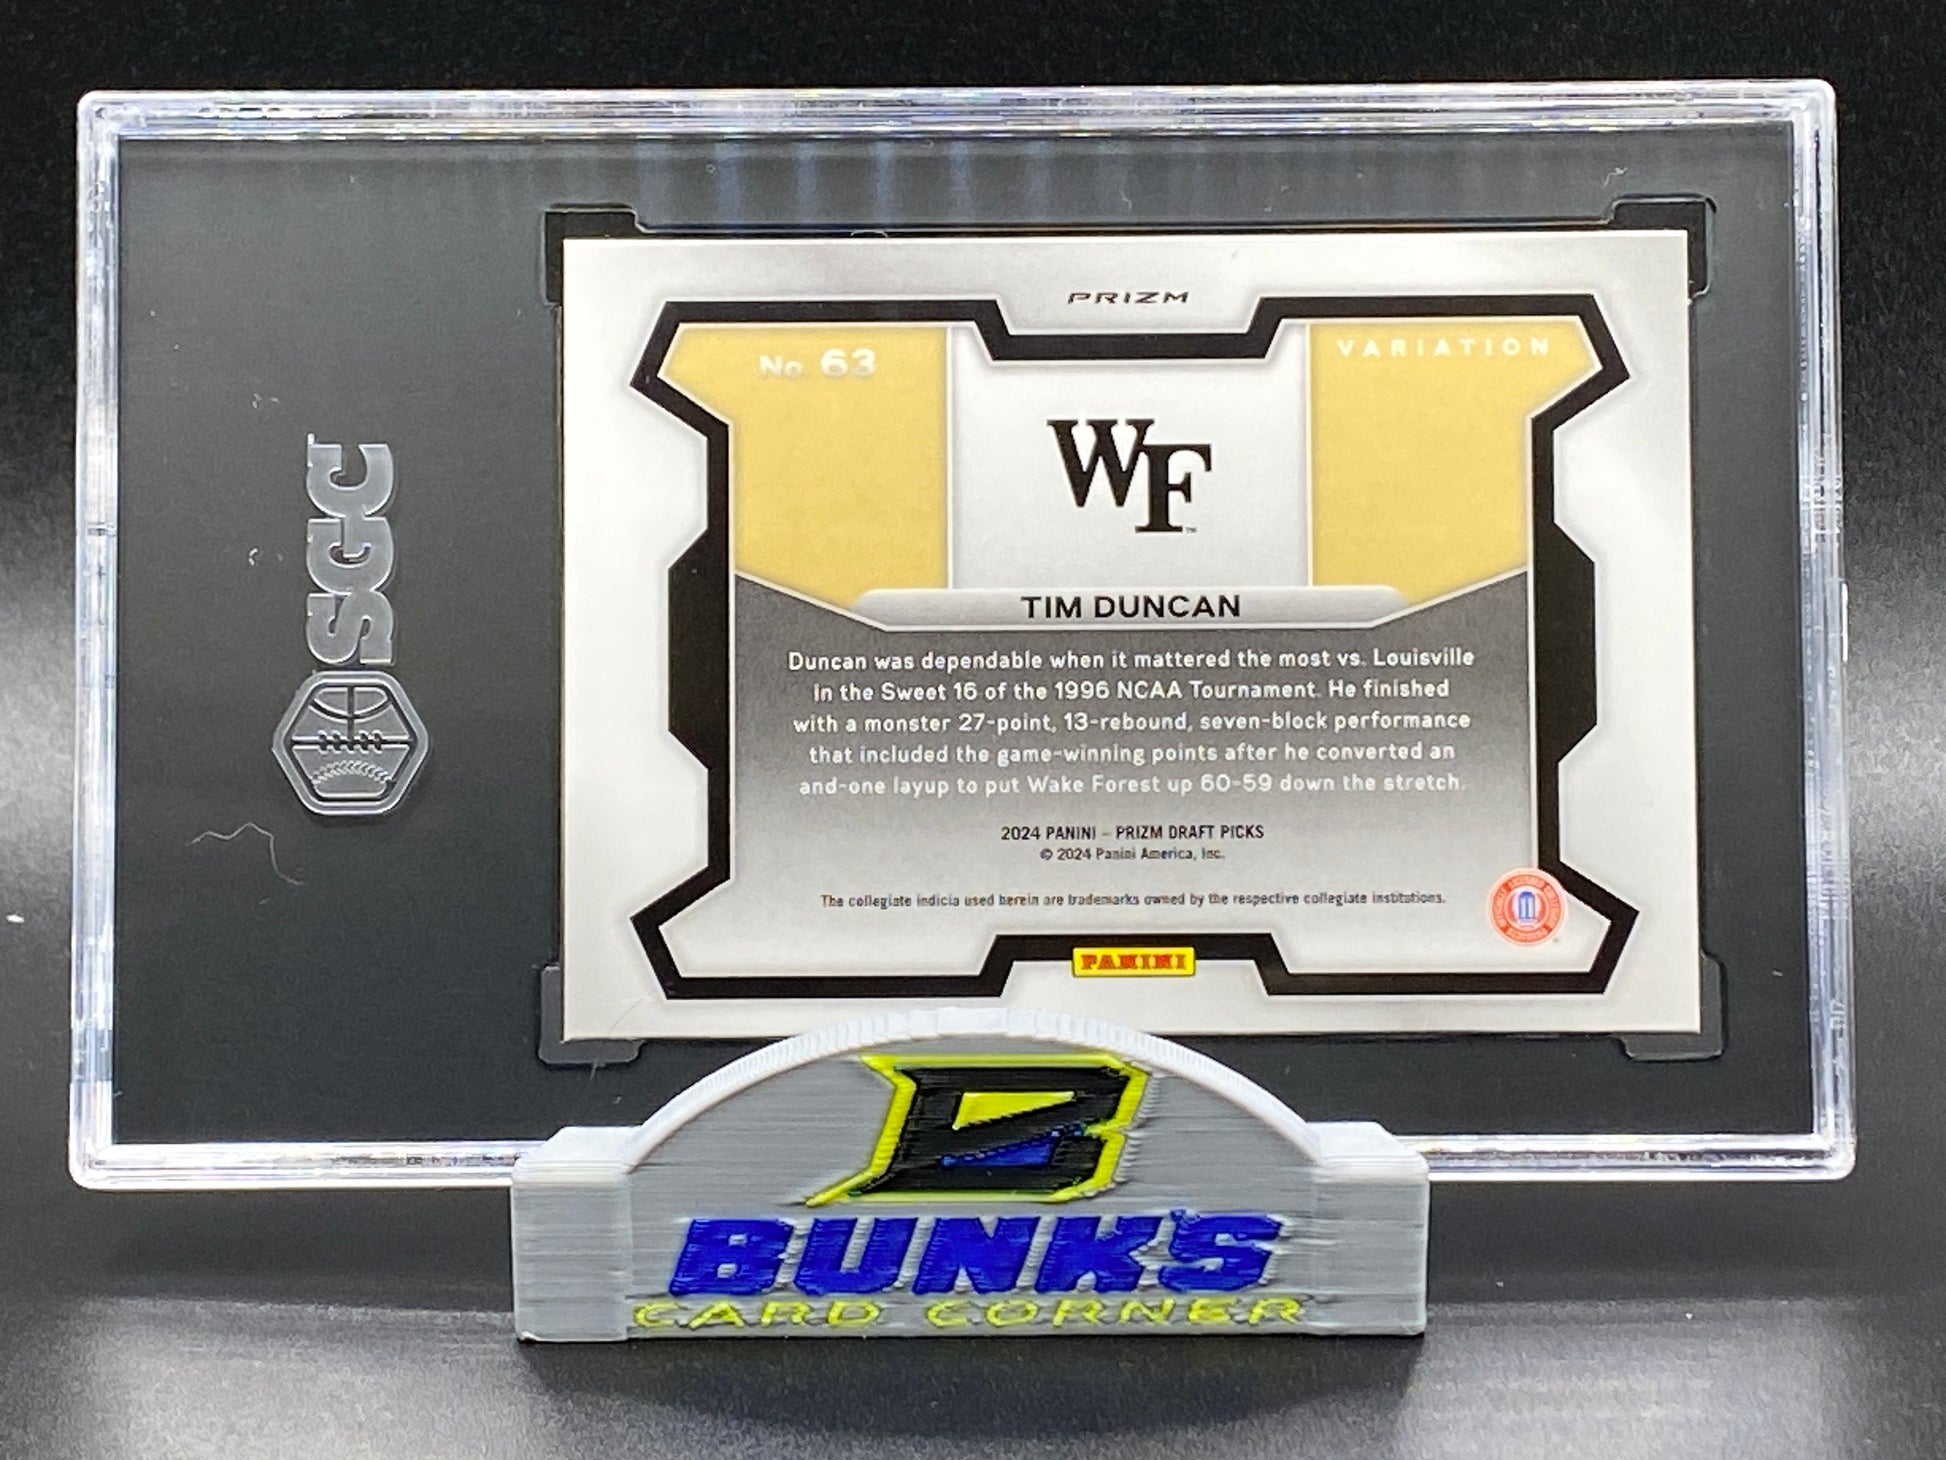 SGC
PRIZM
No. 63
VARIATION
WF
TIM DUNCAN
Duncan was dependable when it mattered the most vs. Louisville
in the Sweet 16 of the 1996 NCAA Tournament. He finished
with a monster 27-point, 13-rebound, seven-block performance
that included the game-winning points after he converted an
and-one layup to put Wake Forest up 60-59 down the stretch.
2024 PANINI - PRIZM DRAFT PICKS
© 2024 Panini America, Inc.
The collegiate indicia used herein are trademarks owned by the respective collegiate institutions.
PANINI
B
BUNK'S
CARD CORNER